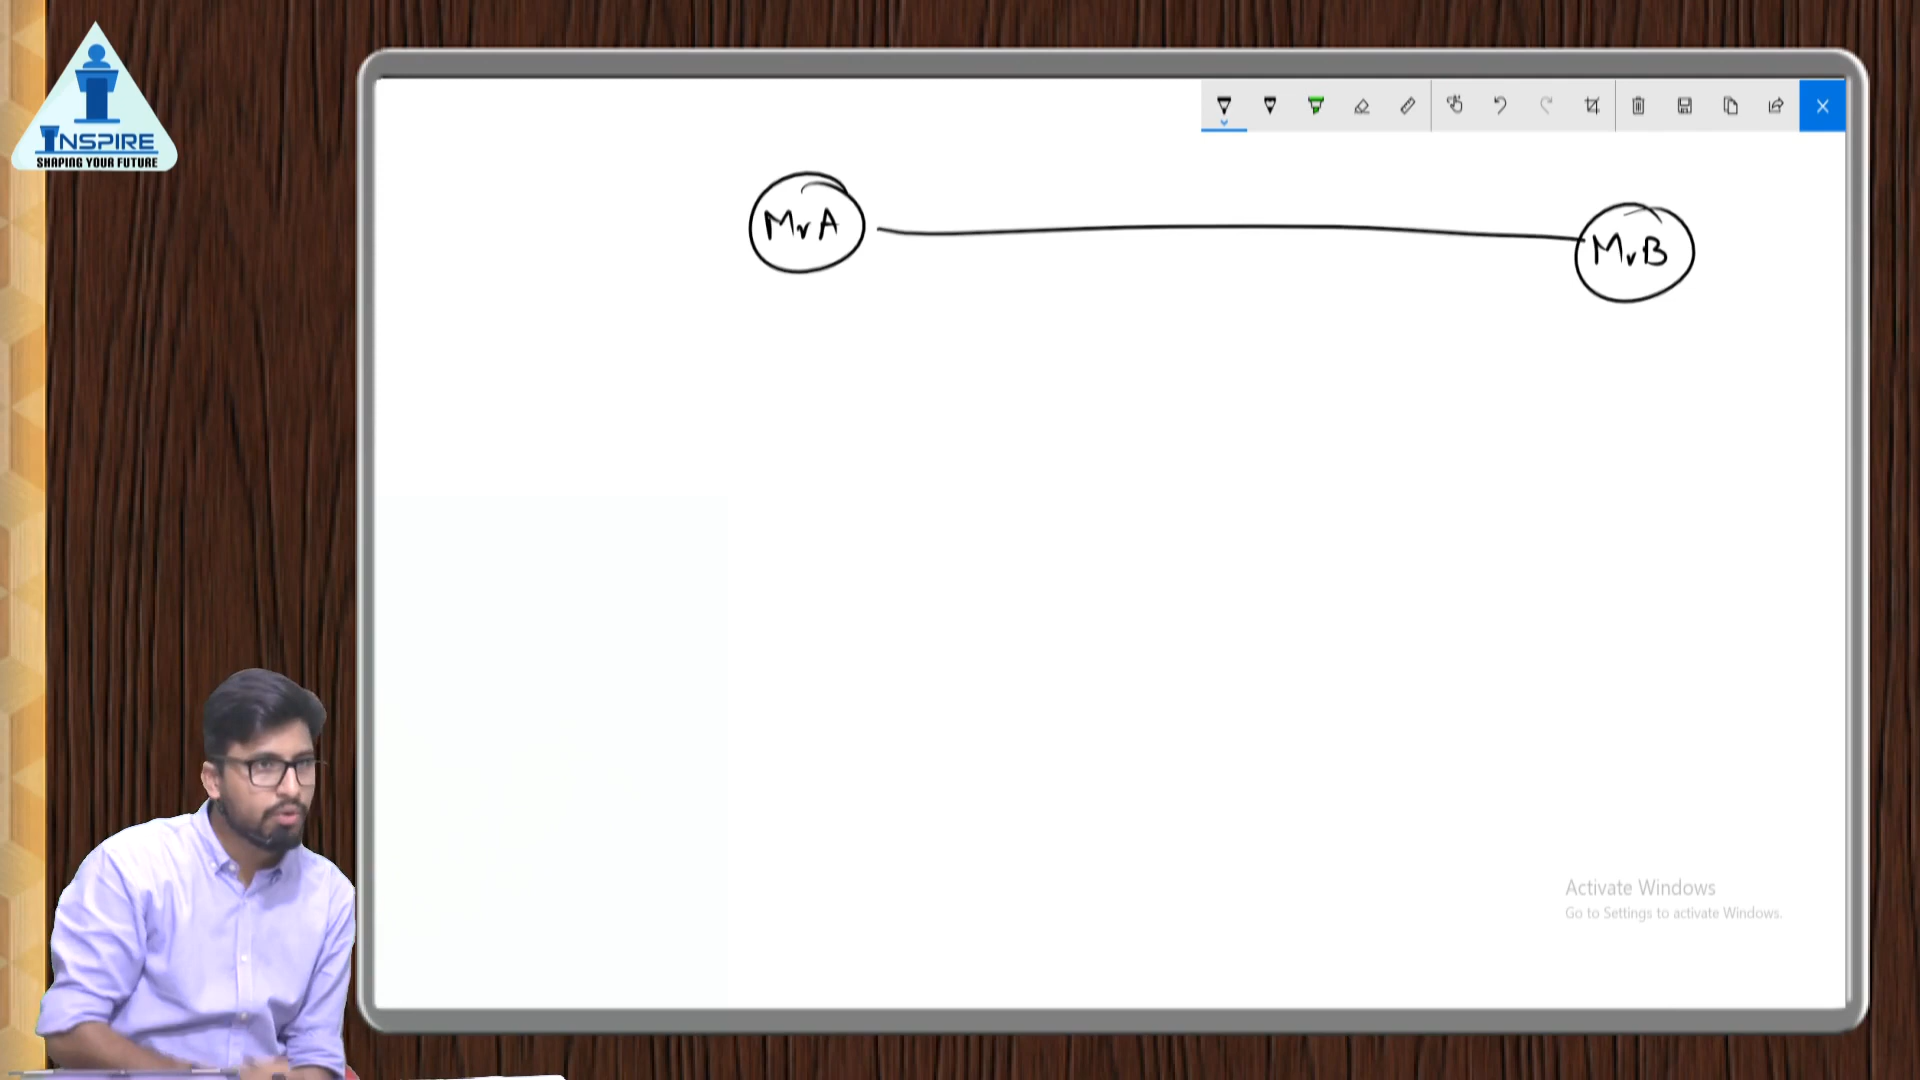 INSPIRE
SHAPING YOUR FUTURE
Mr A
Mr B
Activate Windows
Go to Settings to activate Windows.